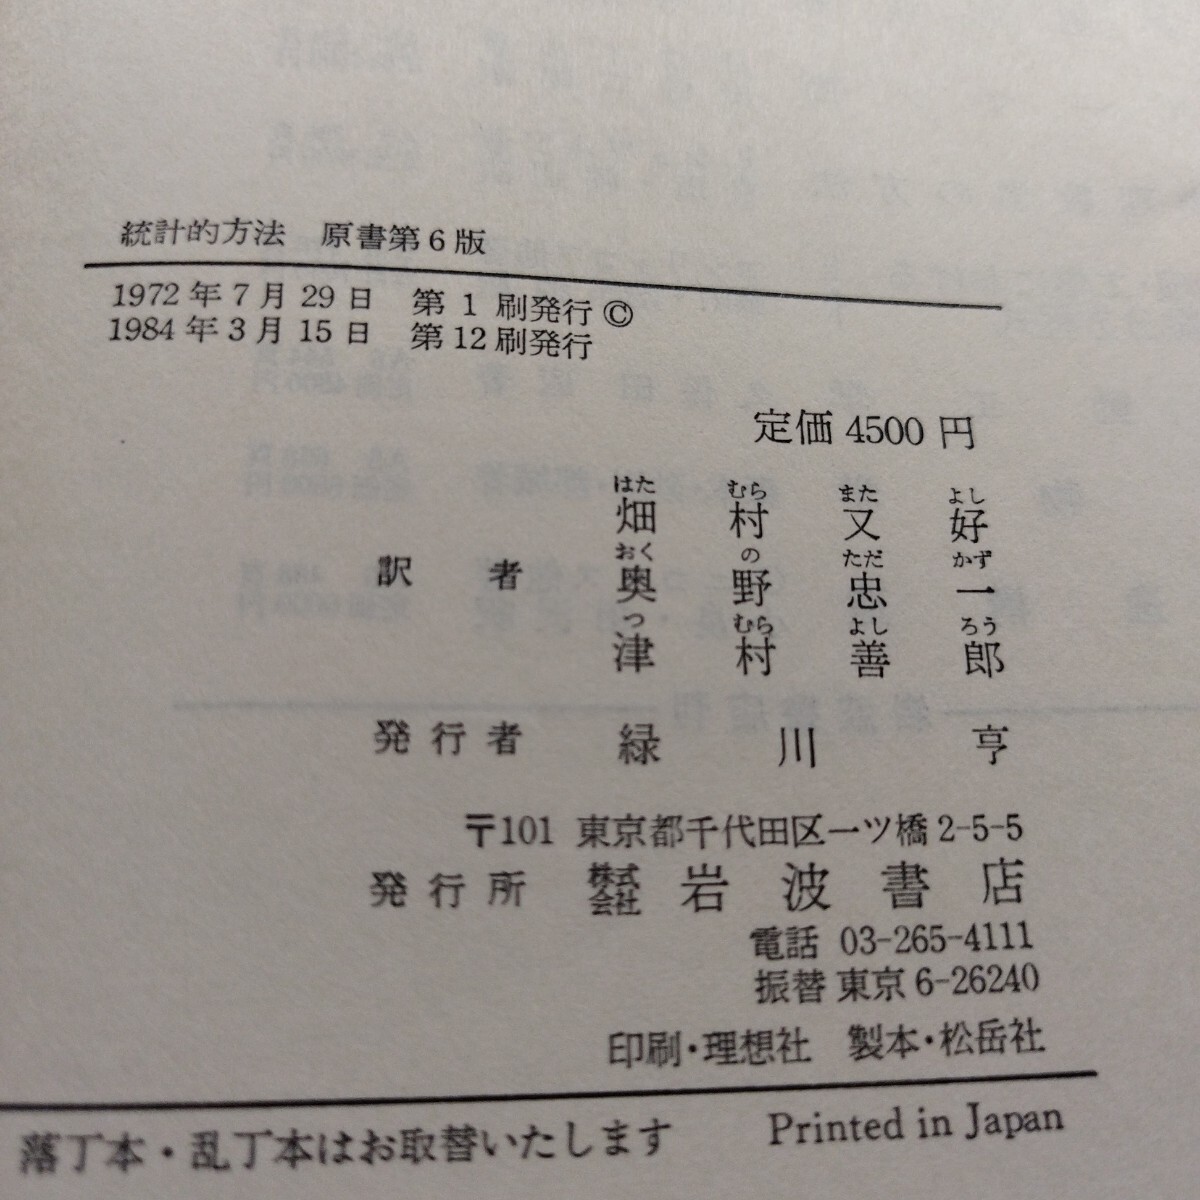 統計的方法 原書第6版
1972年7月29日 第1刷発行 ©
1984年3月15日 第12刷発行
定価 4500 円
はた むら また よし
畑村又好
おく の ただ かず
訳者 奥野忠一
つ むら よし ろう
津村善郎
発行者 緑川亨
〒101 東京都千代田区一ツ橋2-5-5
発行所 株式会社 岩波書店
電話 03-265-4111
振替 東京 6-26240
印刷・理想社 製本・松岳社
落丁本・乱丁本はお取替いたします Printed in Japan